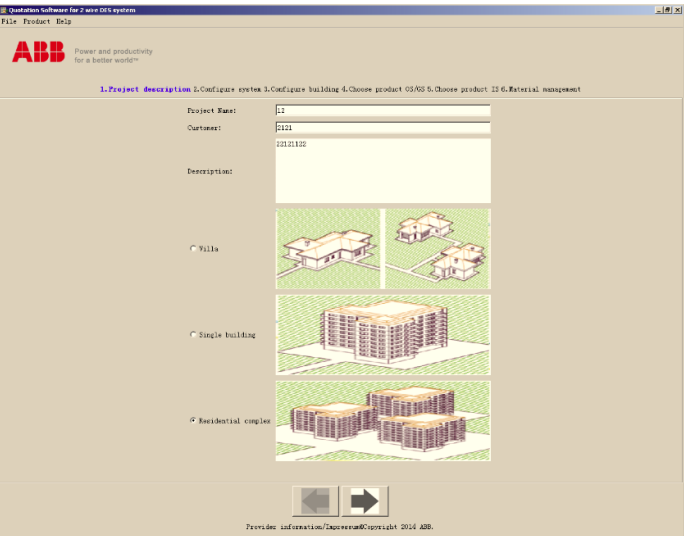 Quotation Software for 2 wire DES system
File Product Help
ABB
Power and productivity
for a better world™
1.Project description 2.Configure system 3.Configure building 4.Choose product OS/GS 5.Choose product IS 6.Material management
Project Name: 12
Customer: 2121
Description: 22121122
Villa
Single building
Residential complex
Provider information/Impressum©Copyright 2014 ABB.